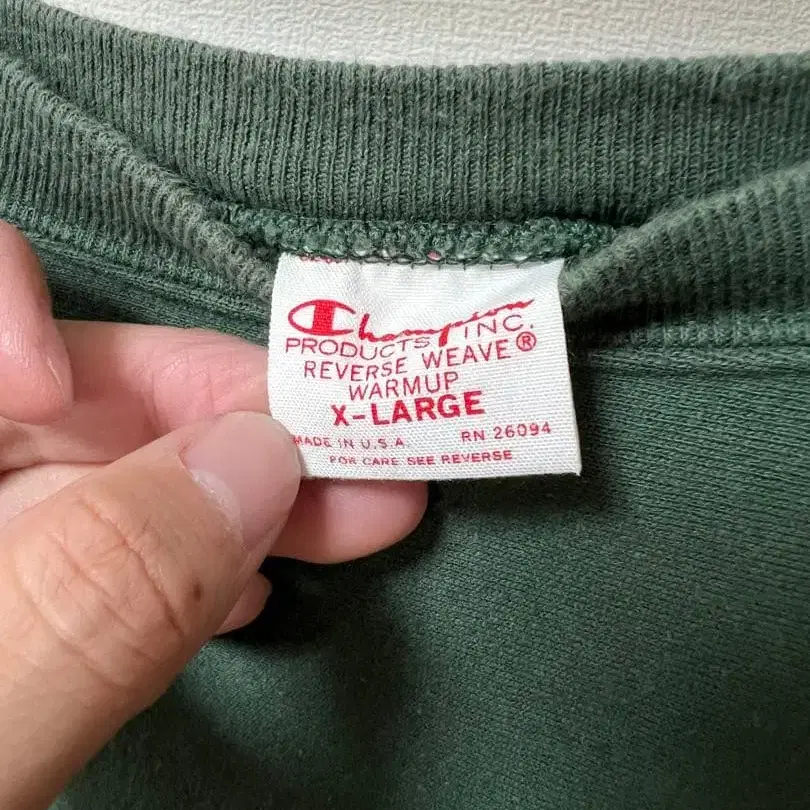 Champion
PRODUCTS INC.
REVERSE WEAVE®
WARMUP
X-LARGE
MADE IN U.S.A. RN 26094
FOR CARE SEE REVERSE